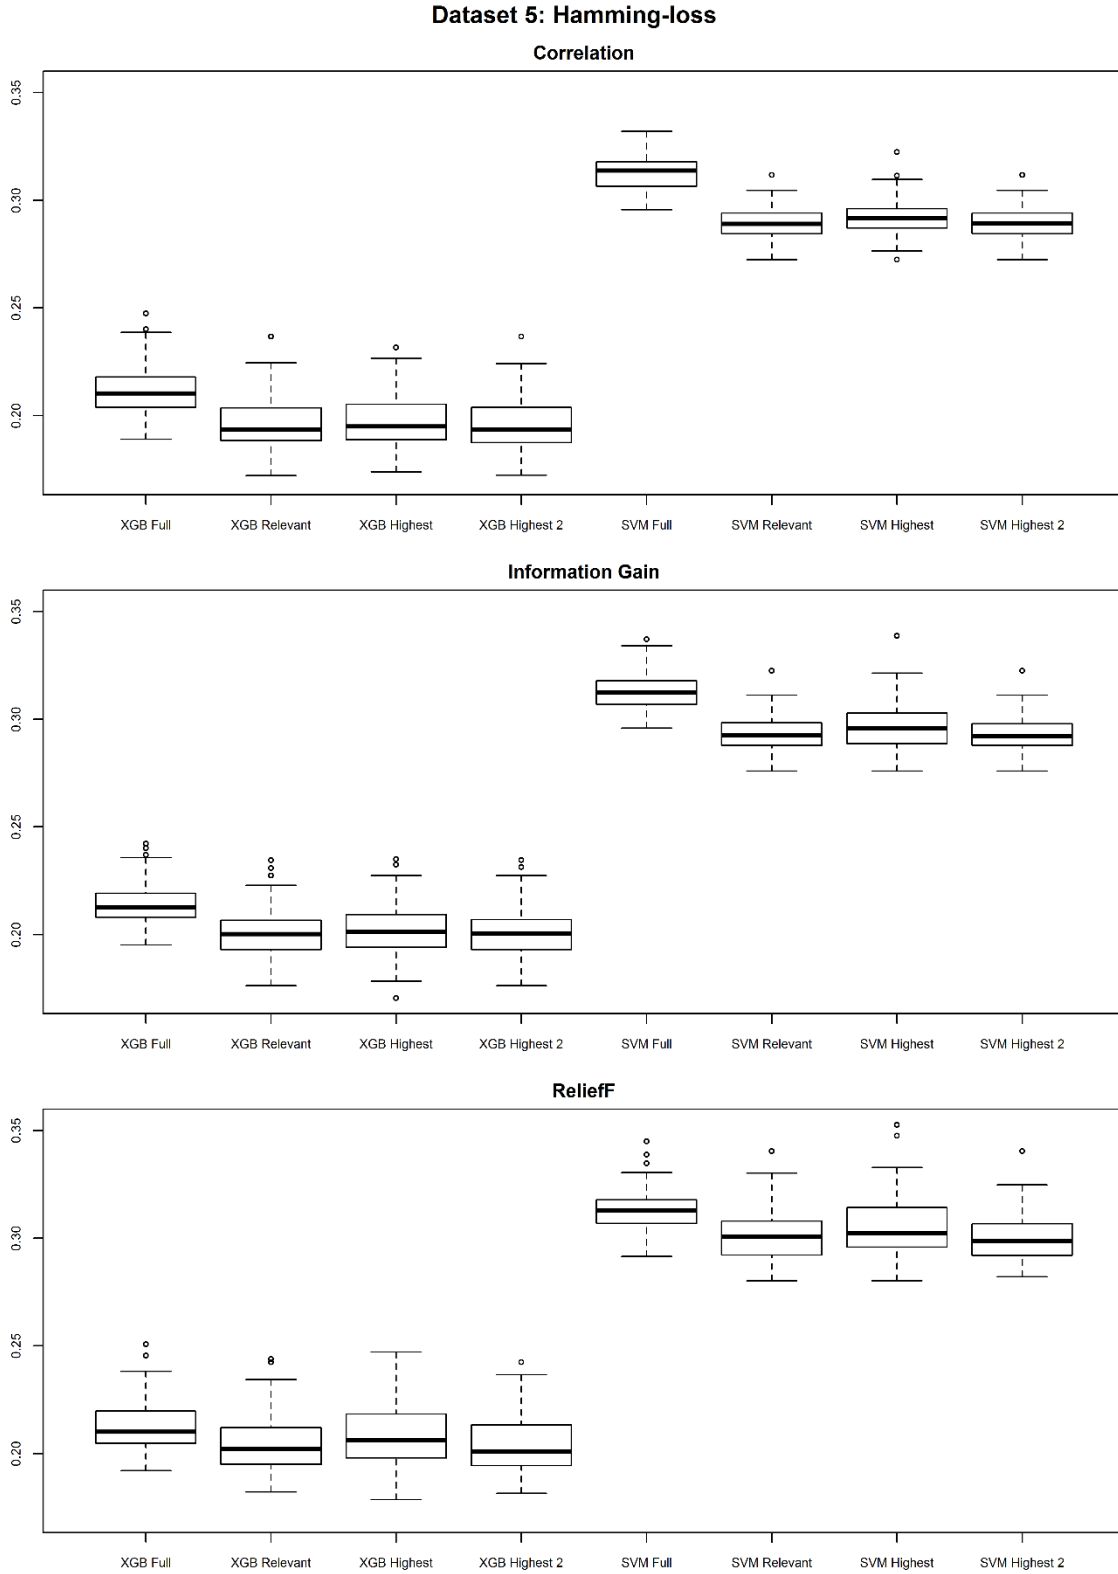 Dataset 5: Hamming-loss
Correlation
0.35
0.30
0.25
0.20
XGB Full XGB Relevant XGB Highest XGB Highest 2 SVM Full SVM Relevant SVM Highest SVM Highest 2
Information Gain
0.35
0.30
0.25
0.20
XGB Full XGB Relevant XGB Highest XGB Highest 2 SVM Full SVM Relevant SVM Highest SVM Highest 2
ReliefF
0.35
0.30
0.25
0.20
XGB Full XGB Relevant XGB Highest XGB Highest 2 SVM Full SVM Relevant SVM Highest SVM Highest 2